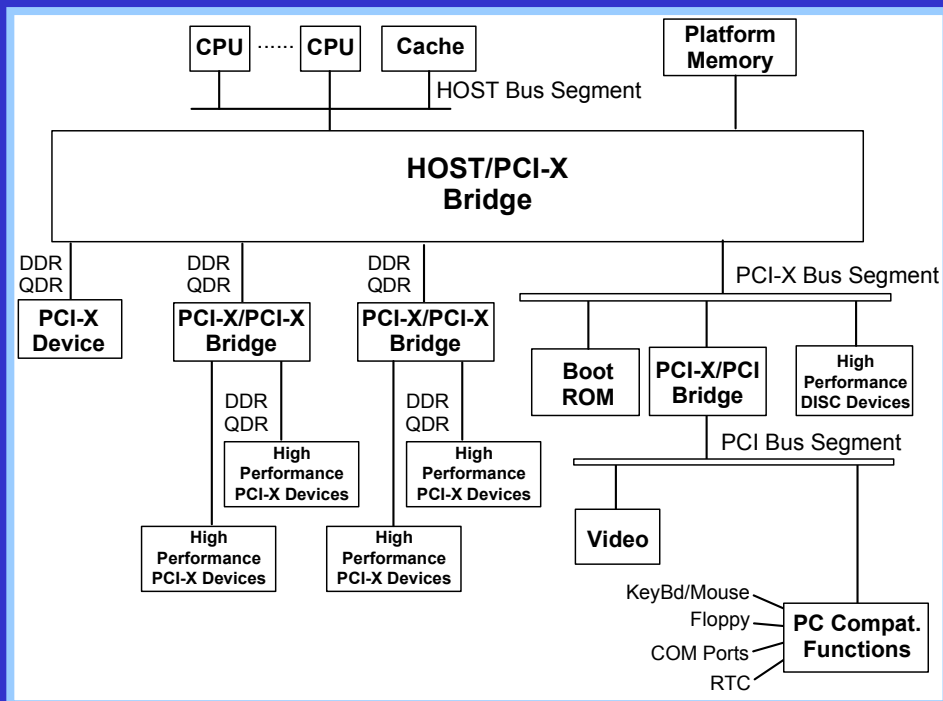 CPU ...... CPU
Cache
Platform
Memory
HOST Bus Segment
HOST/PCI-X
Bridge
DDR
QDR
DDR
QDR
DDR
QDR
PCI-X Bus Segment
PCI-X
Device
PCI-X/PCI-X
Bridge
PCI-X/PCI-X
Bridge
Boot
ROM
PCI-X/PCI
Bridge
High
Performance
DISC Devices
DDR
QDR
DDR
QDR
PCI Bus Segment
High
Performance
PCI-X Devices
High
Performance
PCI-X Devices
High
Performance
PCI-X Devices
High
Performance
PCI-X Devices
Video
KeyBd/Mouse
Floppy
COM Ports
RTC
PC Compat.
Functions